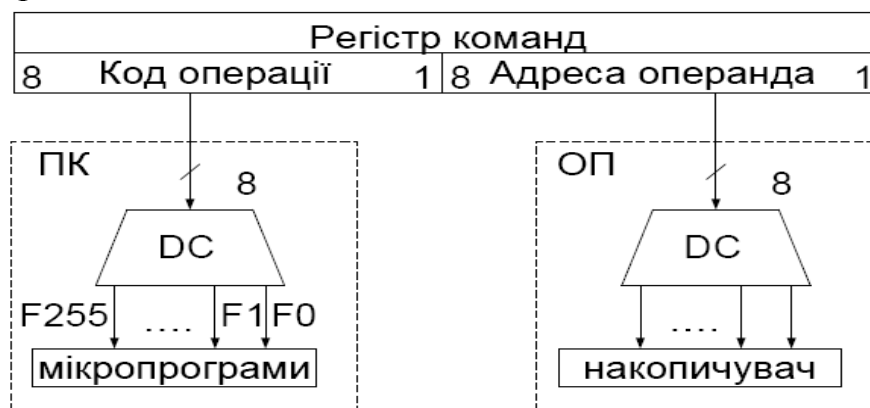 Регістр команд
8 Код операції 1 8 Адреса операнда 1
ПК ОП
8 8
DC DC
F255 .... F1 F0 ....
мікропрограми накопичувач